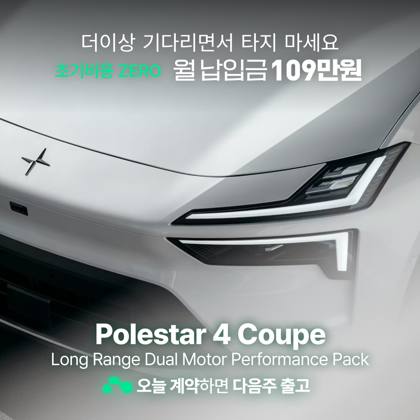 더이상 기다리면서 타지 마세요
초기비용 ZERO 월 납입금 109만원
Polestar 4 Coupe
Long Range Dual Motor Performance Pack
오늘 계약하면 다음주 출고